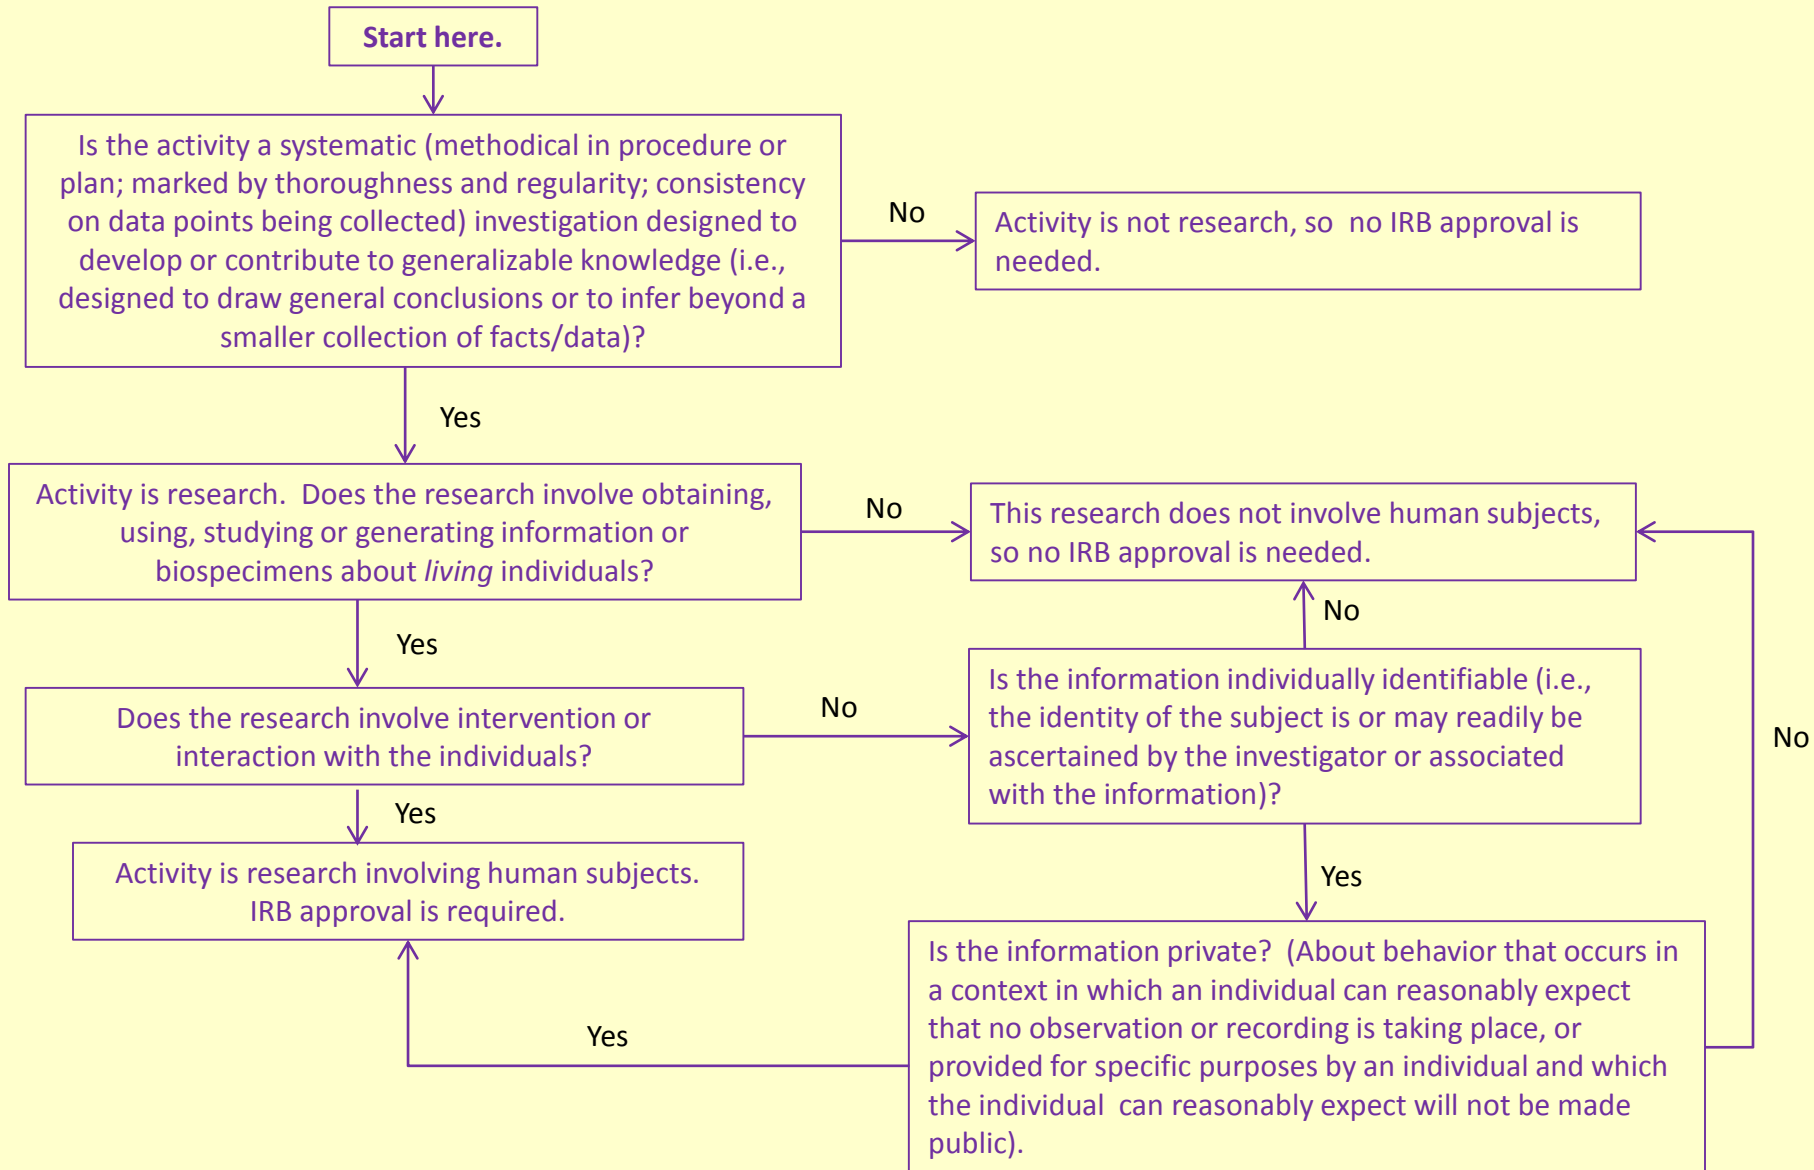 Start here.
Is the activity a systematic (methodical in procedure or
plan; marked by thoroughness and regularity; consistency
on data points being collected) investigation designed to
develop or contribute to generalizable knowledge (i.e.,
designed to draw general conclusions or to infer beyond a
smaller collection of facts/data)?
No
Activity is not research, so  no IRB approval is
needed.
Yes
Activity is research.  Does the research involve obtaining,
using, studying or generating information or
biospecimens about living individuals?
No
This research does not involve human subjects,
so no IRB approval is needed.
Yes
No
Does the research involve intervention or
interaction with the individuals?
No
Is the information individually identifiable (i.e.,
the identity of the subject is or may readily be
ascertained by the investigator or associated
with the information)?
No
Yes
Activity is research involving human subjects.
IRB approval is required.
Yes
Is the information private?  (About behavior that occurs in
a context in which an individual can reasonably expect
that no observation or recording is taking place, or
provided for specific purposes by an individual and which
the individual  can reasonably expect will not be made
public).
Yes